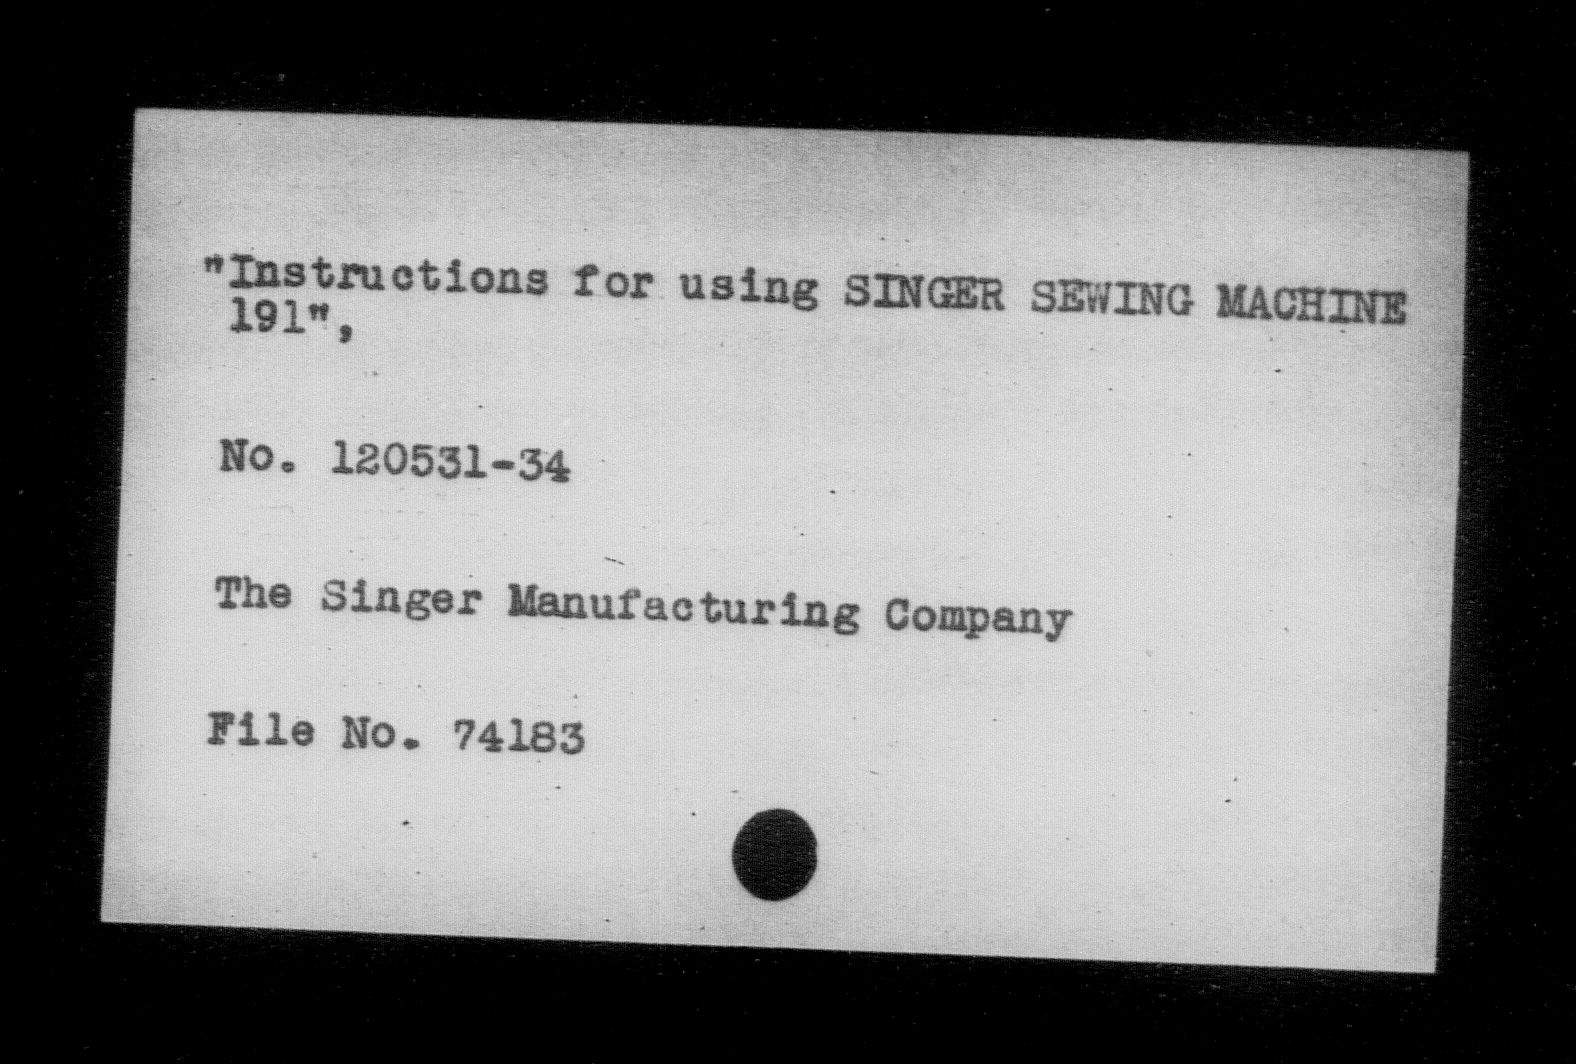 "Instructions for using SINGER SEWING MACHINE
191",
No. 120531-34
The Singer Manufacturing Company
File No. 74183